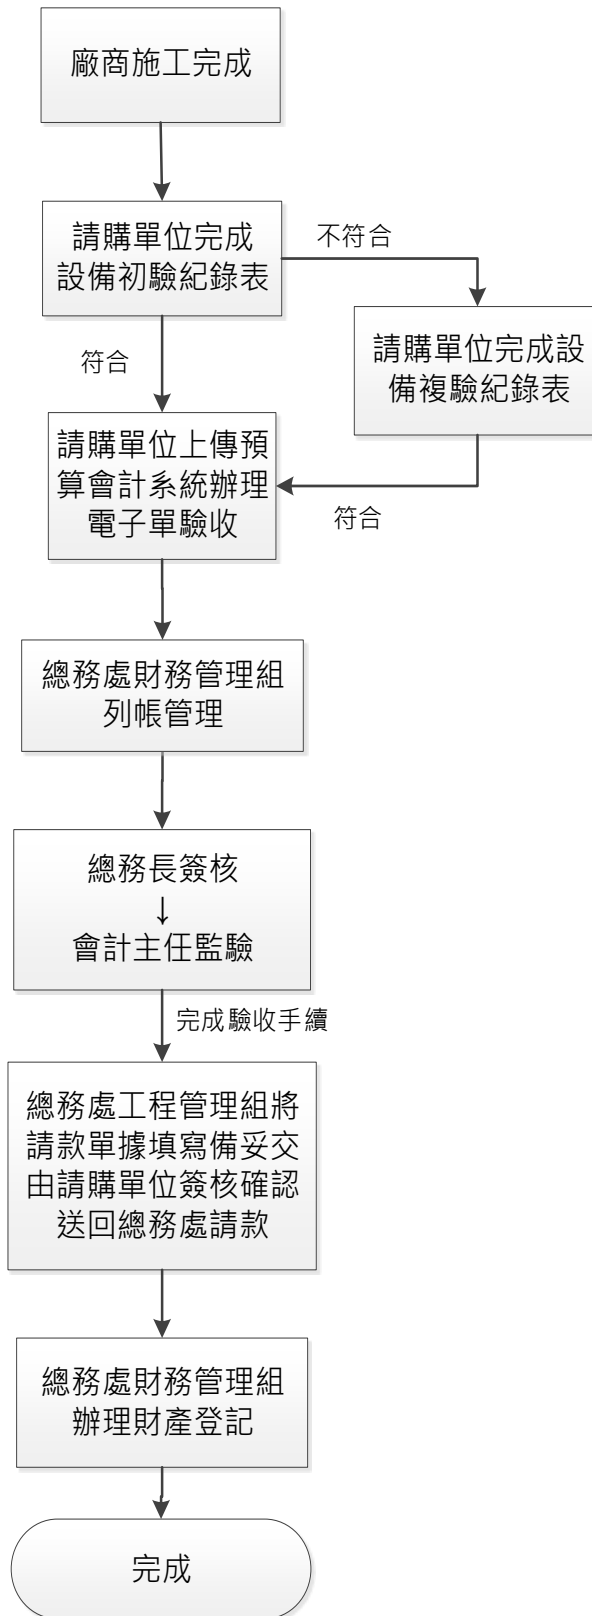 廠商施工完成
請購單位完成
設備初驗紀錄表
不符合
請購單位完成設
備複驗紀錄表
符合
請購單位上傳預
算會計系統辦理
電子單驗收
符合
總務處財務管理組
列帳管理
總務長簽核
↓
會計主任監驗
完成驗收手續
總務處工程管理組將
請款單據填寫備妥交
由請購單位簽核確認
送回總務處請款
總務處財務管理組
辦理財產登記
完成